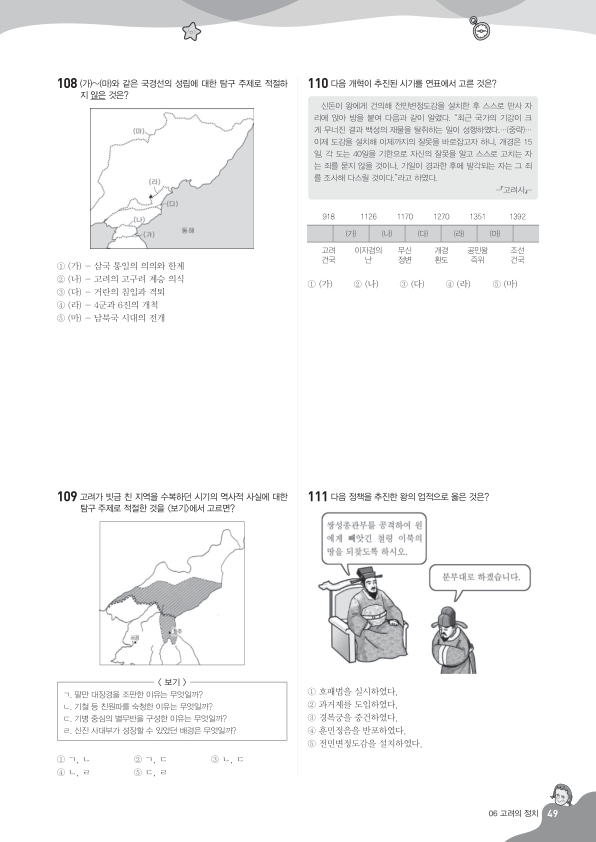 108 (가)~(마)와 같은 국경선의 성립에 대한 탐구 주제로 적절하
지 않은 것은?
(마)
(라)
(다)
(나)
(가)
동해
① (가) - 삼국 통일의 의의와 한계
② (나) - 고려의 고구려 계승 의식
③ (다) - 거란의 침입과 격퇴
④ (라) - 4군과 6진의 개척
⑤ (마) - 남북국 시대의 전개
109 고려가 빗금 친 지역을 수복하던 시기의 역사적 사실에 대한
탐구 주제로 적절한 것을 <보기>에서 고르면?
서경
< 보기 >
ㄱ. 팔만 대장경을 조판한 이유는 무엇일까?
ㄴ. 기철 등 친원파를 숙청한 이유는 무엇일까?
ㄷ. 기병 중심의 별무반을 구성한 이유는 무엇일까?
ㄹ. 신진 사대부가 성장할 수 있었던 배경은 무엇일까?
① ㄱ, ㄴ ② ㄱ, ㄷ ③ ㄴ, ㄷ
④ ㄴ, ㄹ ⑤ ㄷ, ㄹ
110 다음 개혁이 추진된 시기를 연표에서 고른 것은?
신돈이 왕에게 건의해 전민변정도감을 설치한 후 스스로 판사 자
리에 앉아 방을 붙여 다음과 같이 알렸다. "최근 국가의 기강이 크
게 무너진 결과 백성의 재물을 탈취하는 일이 성행하였다.…(중략)…
이제 도감을 설치해 이제까지의 잘못을 바로잡고자 하니, 개경은 15
일, 각 도는 40일을 기한으로 자신의 잘못을 알고 스스로 고치는 자
는 죄를 묻지 않을 것이나, 기일이 경과한 후에 발각되는 자는 그 죄
를 조사해 다스릴 것이다."라고 하였다.
-『고려사』-
918 1126 1170 1270 1351 1392
(가) (나) (다) (라) (마)
고려 이자겸의 무신 개경 공민왕 조선
건국 난 정변 환도 즉위 건국
① (가) ② (나) ③ (다) ④ (라) ⑤ (마)
111 다음 정책을 추진한 왕의 업적으로 옳은 것은?
쌍성총관부를 공격하여 원
에게 빼앗긴 철령 이북의
땅을 되찾도록 하시오.
분부대로 하겠습니다.
① 호패법을 실시하였다.
② 과거제를 도입하였다.
③ 경복궁을 중건하였다.
④ 훈민정음을 반포하였다.
⑤ 전민변정도감을 설치하였다.
06 고려의 정치 49